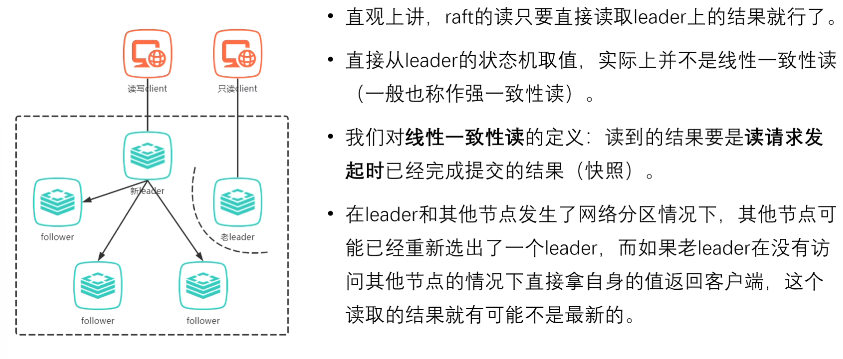 读写client
只读client
新leader
follower
老leader
follower
follower
• 直观上讲，raft的读只要直接读取leader上的结果就行了。
• 直接从leader的状态机取值，实际上并不是线性一致性读
（一般也称作强一致性读）。
• 我们对线性一致性读的定义：读到的结果要是读请求发
起时已经完成提交的结果（快照）。
• 在leader和其他节点发生了网络分区情况下，其他节点可
能已经重新选出了一个leader，而如果老leader在没有访
问其他节点的情况下直接拿自身的值返回客户端，这个
读取的结果就有可能不是最新的。